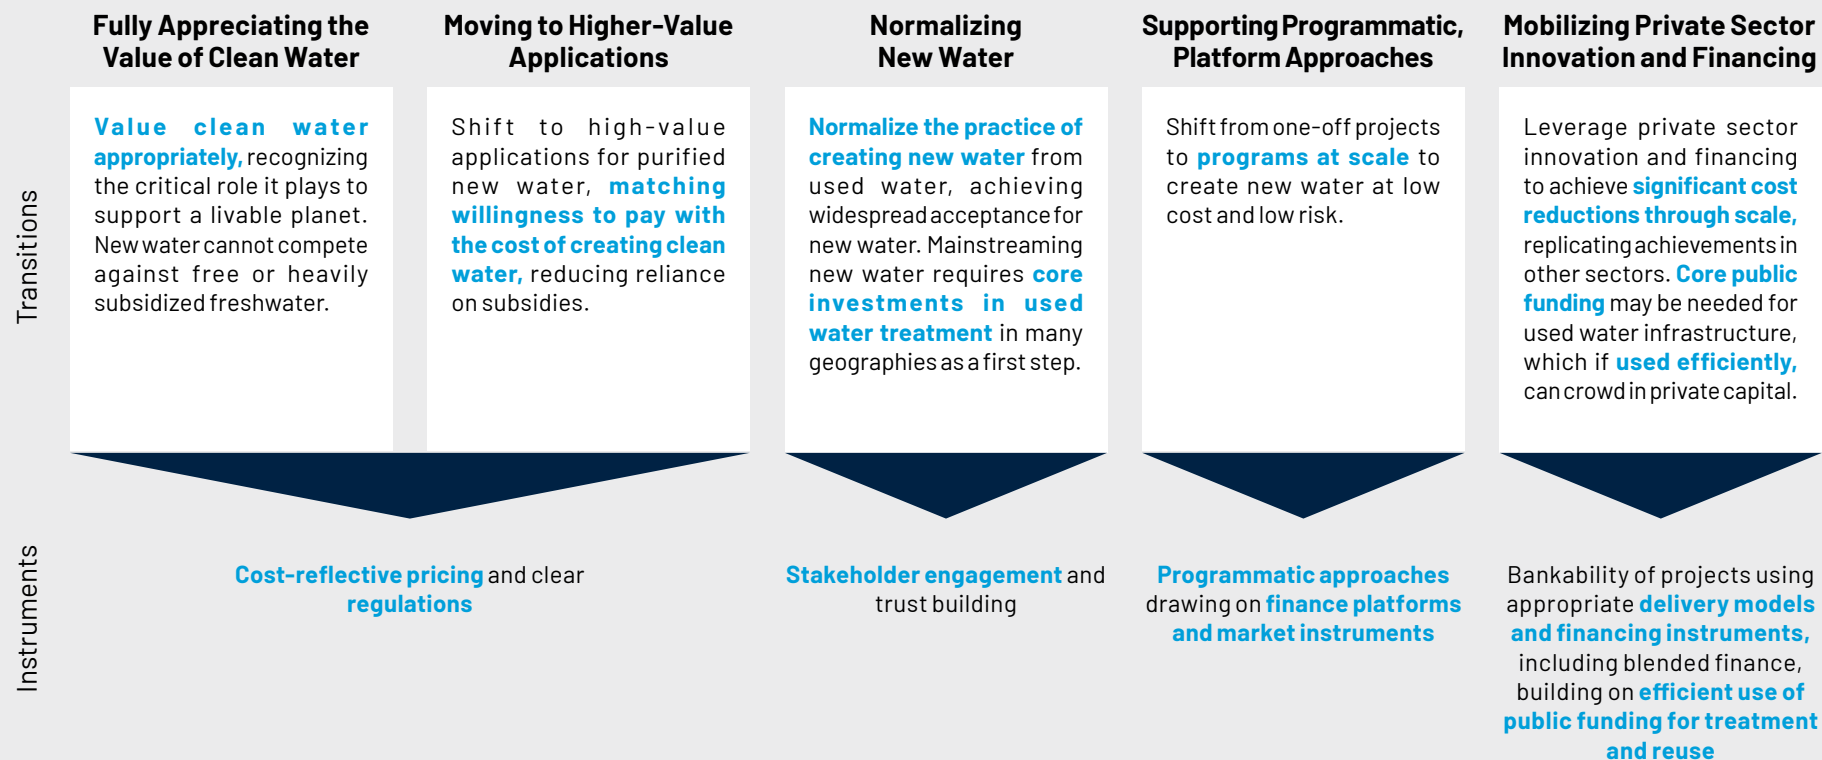 Fully Appreciating the
Value of Clean Water
Moving to Higher-Value
Applications
Normalizing
New Water
Supporting Programmatic,
Platform Approaches
Mobilizing Private Sector
Innovation and Financing
Transitions
Value clean water
appropriately, recognizing
the critical role it plays to
support a livable planet.
New water cannot compete
against free or heavily
subsidized freshwater.
Shift to high-value
applications for purified
new water, matching
willingness to pay with
the cost of creating clean
water, reducing reliance
on subsidies.
Normalize the practice of
creating new water from
used water, achieving
widespread acceptance for
new water. Mainstreaming
new water requires core
investments in used
water treatment in many
geographies as a first step.
Shift from one-off projects
to programs at scale to
create new water at low
cost and low risk.
Leverage private sector
innovation and financing
to achieve significant cost
reductions through scale,
replicating achievements in
other sectors. Core public
funding may be needed for
used water infrastructure,
which if used efficiently,
can crowd in private capital.
Instruments
Cost-reflective pricing and clear
regulations
Stakeholder engagement and
trust building
Programmatic approaches
drawing on finance platforms
and market instruments
Bankability of projects using
appropriate delivery models
and financing instruments,
including blended finance,
building on efficient use of
public funding for treatment
and reuse